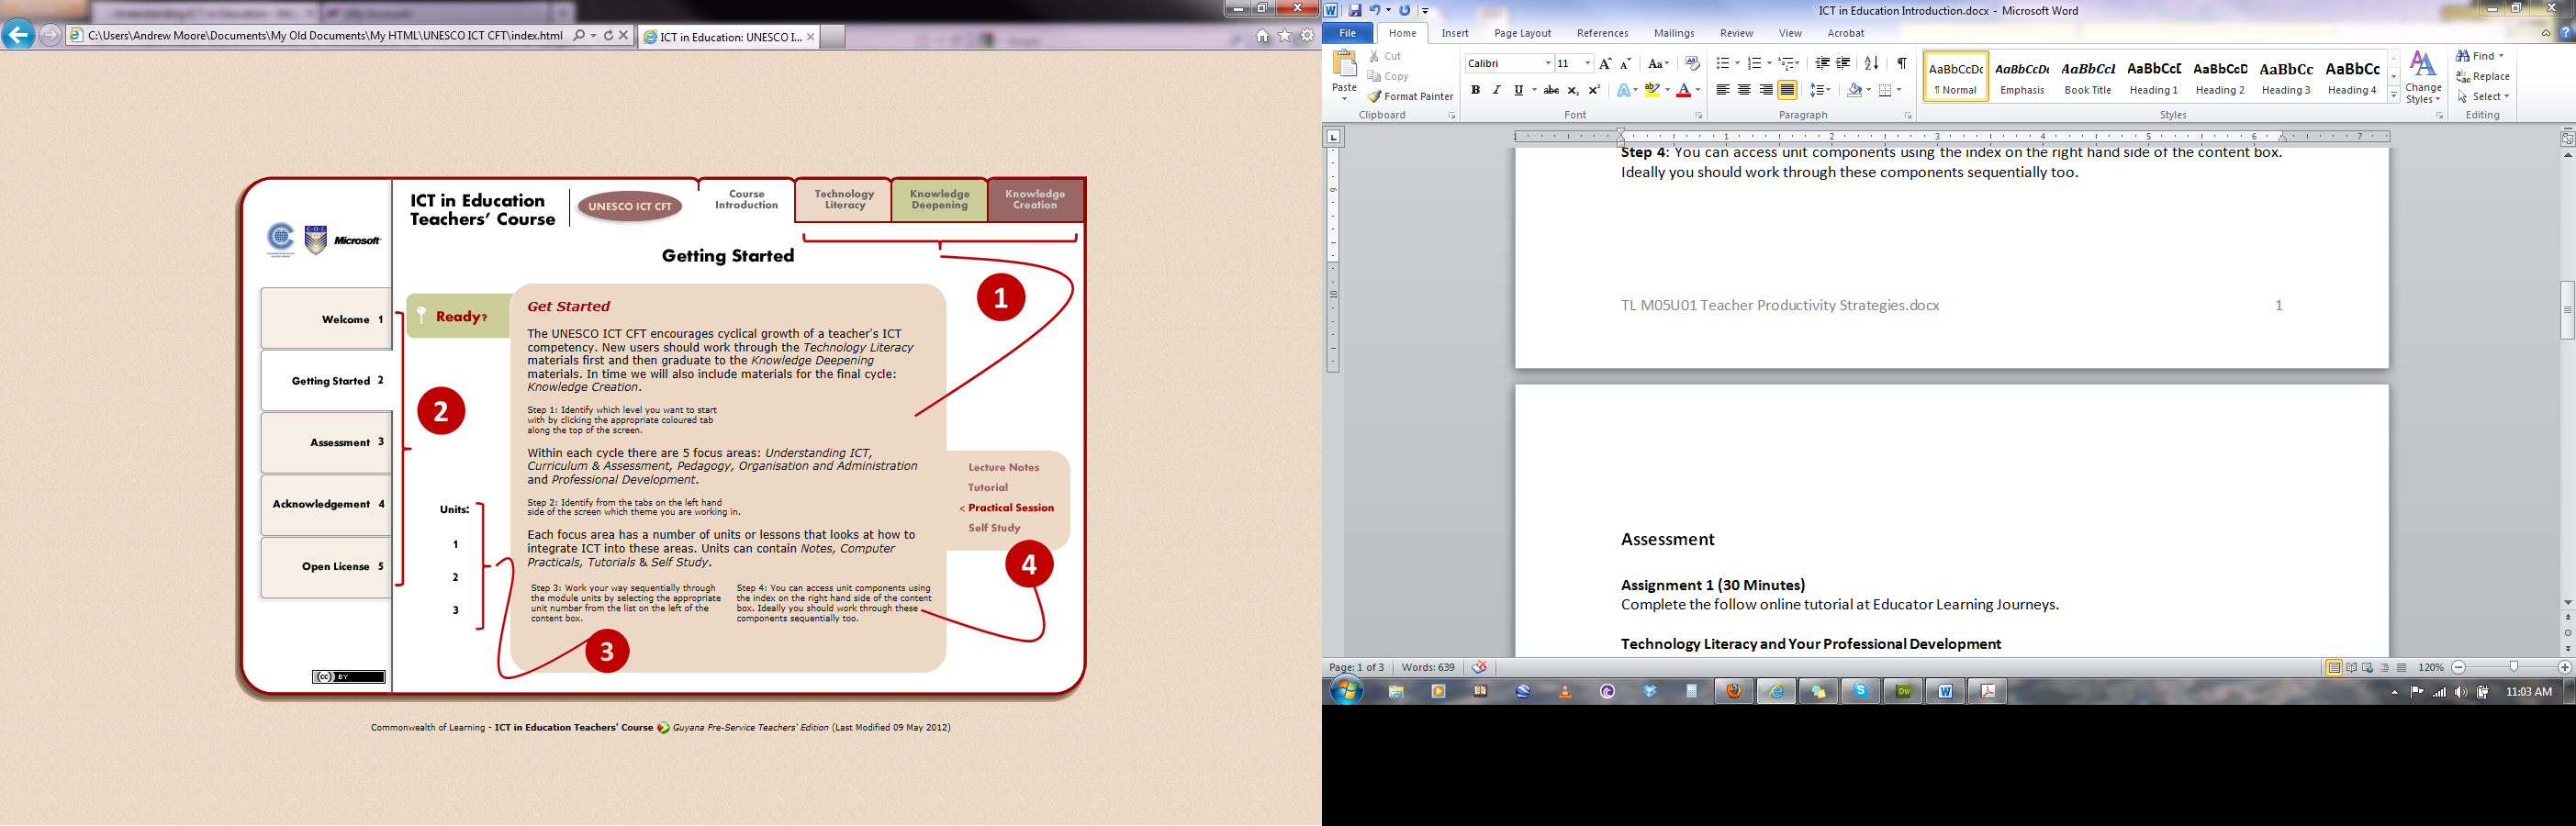 C:\Users\Andrew Moore\Documents\My Old Documents\My HTML\UNESCO ICT CFT\index.html
ICT in Education: UNESCO I...
ICT in Education
Teachers' Course
UNESCO ICT CFT
Course
Introduction
Technology
Literacy
Knowledge
Deepening
Knowledge
Creation
C·O·L
Microsoft
Getting Started
1
Welcome 1
Getting Started 2
Assessment 3
Acknowledgement 4
Open License 5
2
Ready?
Get Started
The UNESCO ICT CFT encourages cyclical growth of a teacher's ICT
competency. New users should work through the Technology Literacy
materials first and then graduate to the Knowledge Deepening
materials. In time we will also include materials for the final cycle:
Knowledge Creation.
Step 1: Identify which level you want to start
with by clicking the appropriate coloured tab
along the top of the screen.
Within each cycle there are 5 focus areas: Understanding ICT,
Curriculum & Assessment, Pedagogy, Organisation and Administration
and Professional Development.
Step 2: Identify from the tabs on the left hand
side of the screen which theme you are working in.
Each focus area has a number of units or lessons that looks at how to
integrate ICT into these areas. Units can contain Notes, Computer
Practicals, Tutorials & Self Study.
Step 3: Work your way sequentially through
the module units by selecting the appropriate
unit number from the list on the left of the
content box.
Step 4: You can access unit components using
the index on the right hand side of the content
box. Ideally you should work through these
components sequentially too.
Units:
1
2
3
3
Lecture Notes
Tutorial
< Practical Session
Self Study
4
(cc) BY
Commonwealth of Learning - ICT in Education Teachers' Course Guyana Pre-Service Teachers' Edition (Last Modified 09 May 2012)
ICT in Education Introduction.docx - Microsoft Word
File Home Insert Page Layout References Mailings Review View Acrobat
Paste
Cut
Copy
Format Painter
Clipboard
Calibri 11
Font
Paragraph
AaBbCcDc AaBbCcDc AaBbCcI AaBbCcI AaBbCcD AaBbCc AaBbCc
¶ Normal Emphasis Book Title Heading 1 Heading 2 Heading 3 Heading 4
Change
Styles
Styles
Find
Replace
Select
Editing
1 1 2 3 4 5 6 7
9
10
Step 4: You can access unit components using the index on the right hand side of the content box.
Ideally you should work through these components sequentially too.
TL M05U01 Teacher Productivity Strategies.docx 1
Assessment
Assignment 1 (30 Minutes)
Complete the follow online tutorial at Educator Learning Journeys.
Technology Literacy and Your Professional Development
Page: 1 of 3 Words: 639 120%
Dw
11:03 AM